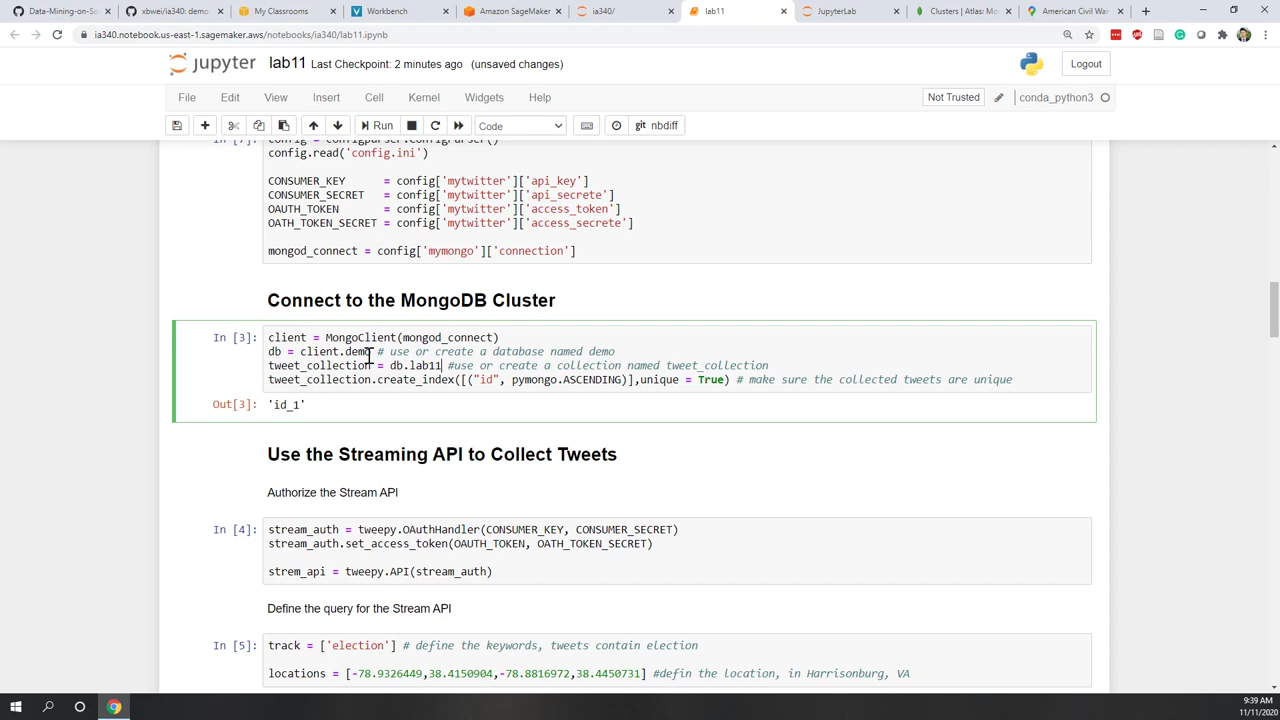 Data-Mining-on-So
xbwei/ia340: demo
My Classrooms
Workbench
Amazon SageMaker
ia340/
lab11
JupyterLab
Clusters | Atlas: Mo
American Civil War
ia340.notebook.us-east-1.sagemaker.aws/notebooks/ia340/lab11.ipynb
jupyter lab11 Last Checkpoint: 2 minutes ago (unsaved changes) Logout
File Edit View Insert Cell Kernel Widgets Help Not Trusted conda_python3
Run Code git nbdiff
In [7]: config = configparser.ConfigParser()
config.read('config.ini')
CONSUMER_KEY = config['mytwitter']['api_key']
CONSUMER_SECRET = config['mytwitter']['api_secrete']
OAUTH_TOKEN = config['mytwitter']['access_token']
OATH_TOKEN_SECRET = config['mytwitter']['access_secrete']
mongod_connect = config['mymongo']['connection']
Connect to the MongoDB Cluster
In [3]: client = MongoClient(mongod_connect)
db = client.demo # use or create a database named demo
tweet_collection = db.lab11 #use or create a collection named tweet_collection
tweet_collection.create_index([("id", pymongo.ASCENDING)],unique = True) # make sure the collected tweets are unique
Out[3]: 'id_1'
Use the Streaming API to Collect Tweets
Authorize the Stream API
In [4]: stream_auth = tweepy.OAuthHandler(CONSUMER_KEY, CONSUMER_SECRET)
stream_auth.set_access_token(OAUTH_TOKEN, OATH_TOKEN_SECRET)
strem_api = tweepy.API(stream_auth)
Define the query for the Stream API
In [5]: track = ['election'] # define the keywords, tweets contain election
locations = [-78.9326449,38.4150904,-78.8816972,38.4450731] #defin the location, in Harrisonburg, VA
9:39 AM
11/11/2020